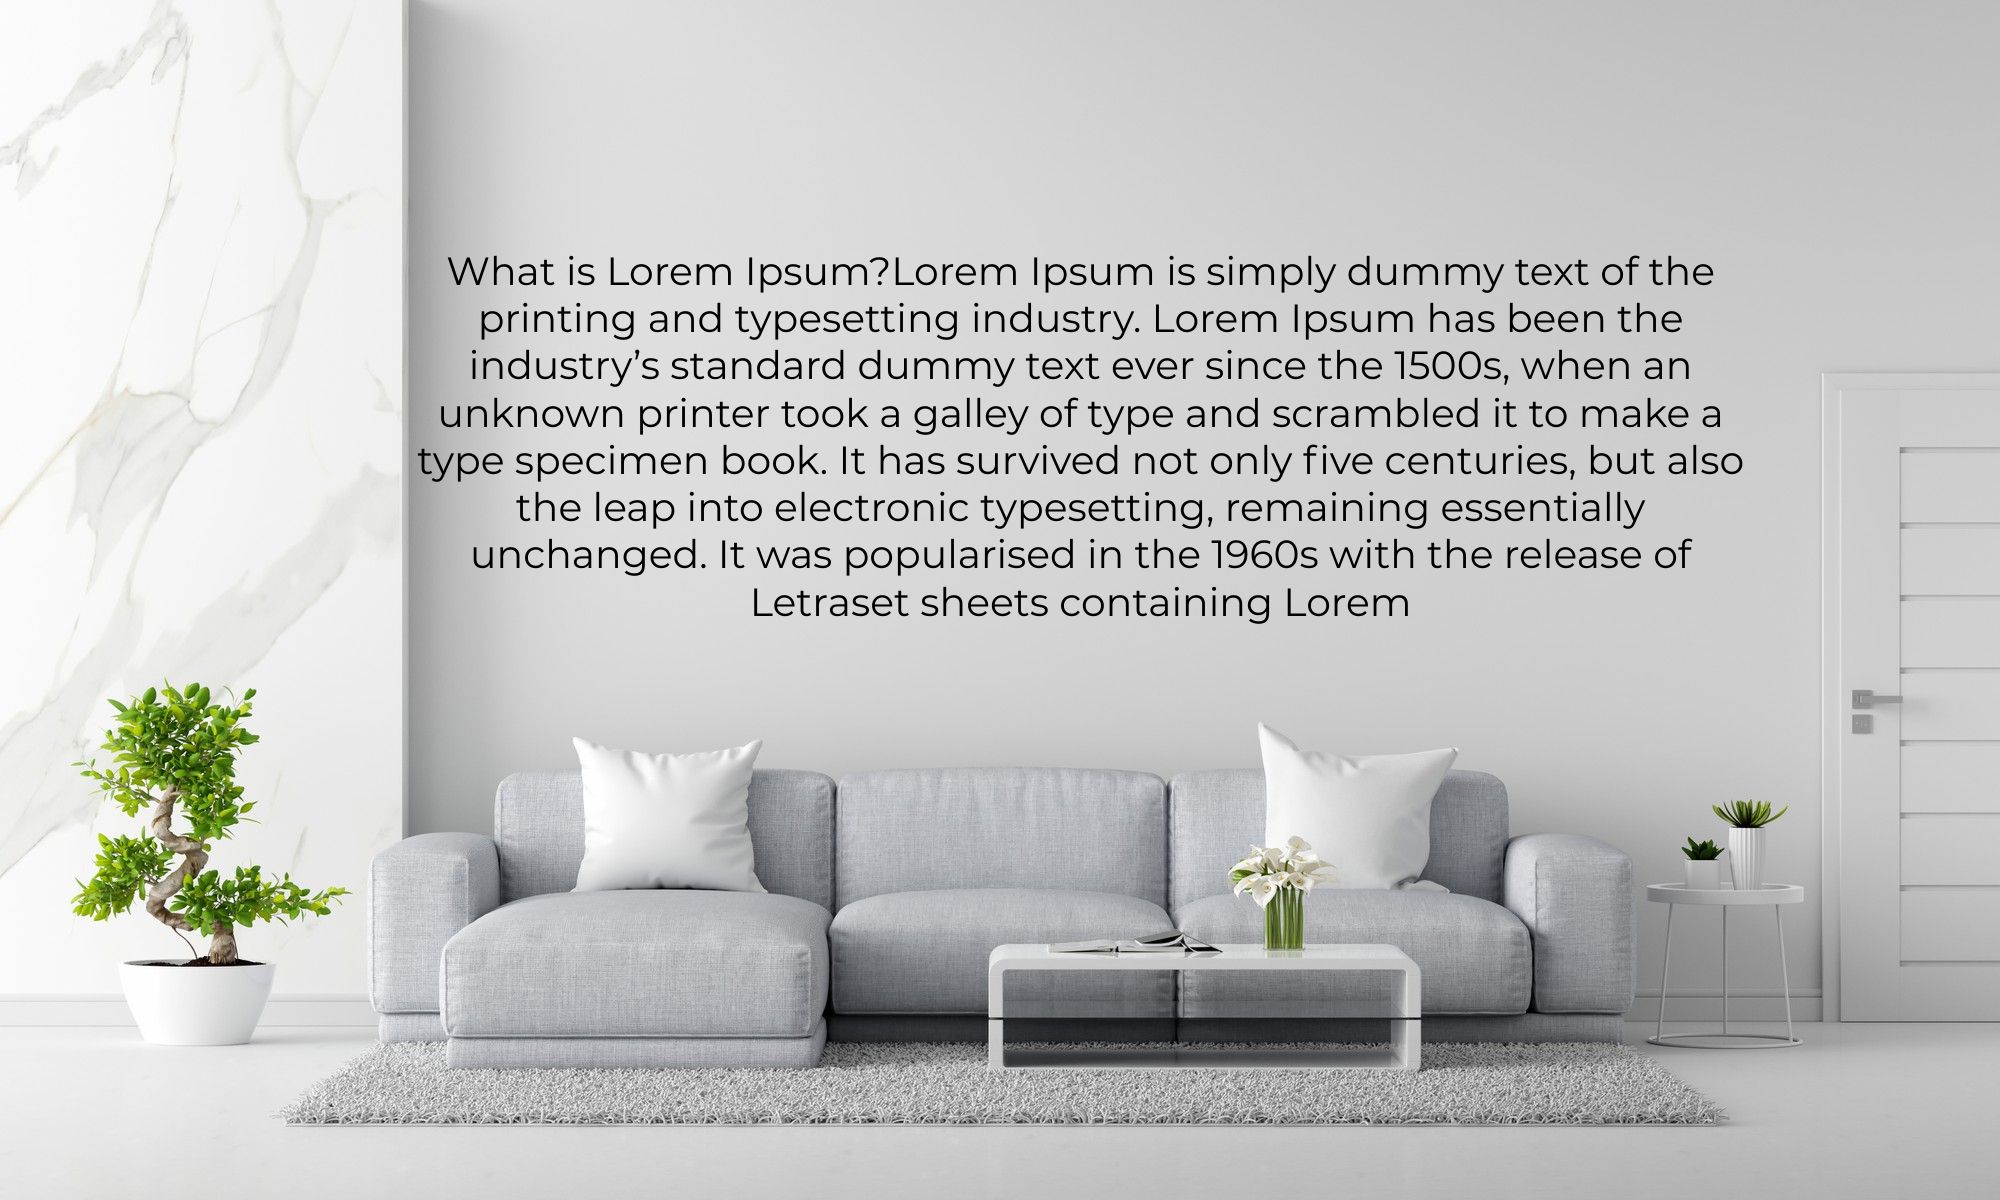 What is Lorem Ipsum?Lorem Ipsum is simply dummy text of the
printing and typesetting industry. Lorem Ipsum has been the
industry’s standard dummy text ever since the 1500s, when an
unknown printer took a galley of type and scrambled it to make a
type specimen book. It has survived not only five centuries, but also
the leap into electronic typesetting, remaining essentially
unchanged. It was popularised in the 1960s with the release of
Letraset sheets containing Lorem